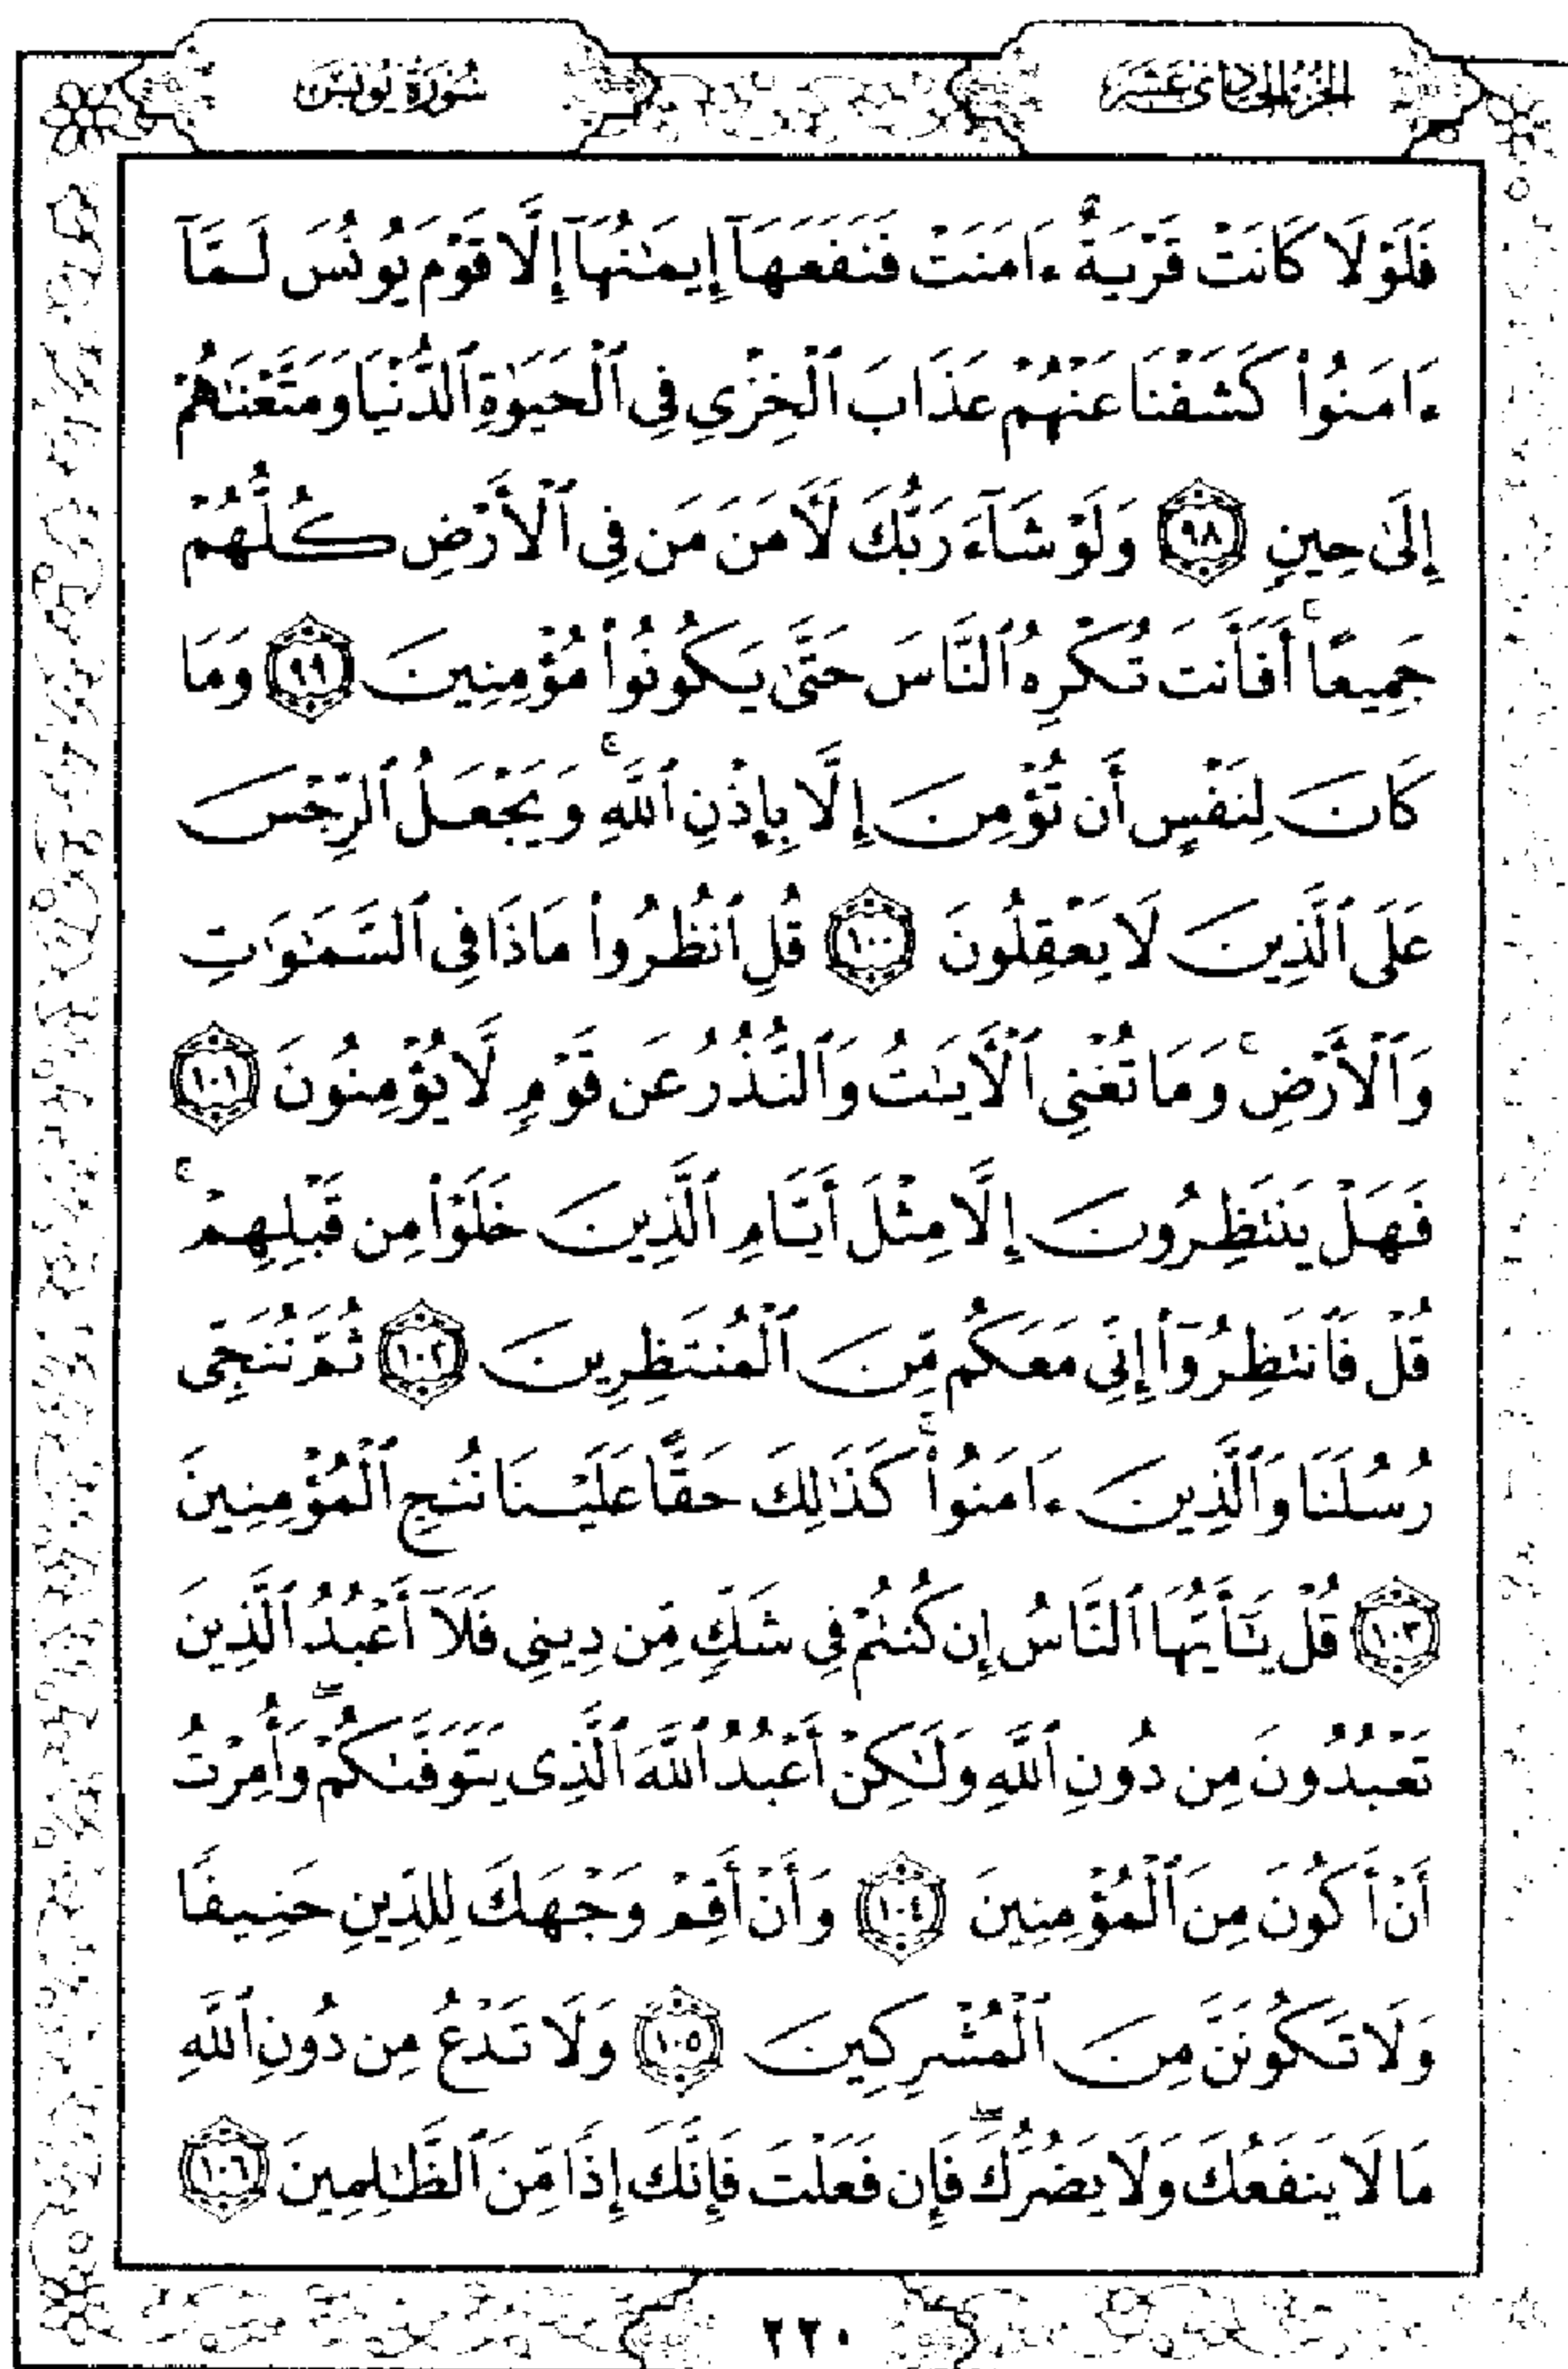 الجزء الحادي عشر
سورة يونس
فَلَوْلَا كَانَتْ قَرْيَةٌ ءَامَنَتْ فَنَفَعَهَآ إِيمَٰنُهَآ إِلَّا قَوْمَ يُونُسَ لَمَّآ
ءَامَنُوا۟ كَشَفْنَا عَنْهُمْ عَذَابَ ٱلْخِزْيِ فِى ٱلْحَيَوٰةِ ٱلدُّنْيَا وَمَتَّعْنَٰهُمْ
إِلَىٰ حِينٍ ٩٨ وَلَوْ شَآءَ رَبُّكَ لَءَامَنَ مَن فِى ٱلْأَرْضِ كُلُّهُمْ
جَمِيعًا ۚ أَفَأَنتَ تُكْرِهُ ٱلنَّاسَ حَتَّىٰ يَكُونُوا۟ مُؤْمِنِينَ ٩٩ وَمَا
كَانَ لِنَفْسٍ أَن تُؤْمِنَ إِلَّا بِإِذْنِ ٱللَّهِ ۚ وَيَجْعَلُ ٱلرِّجْسَ
عَلَى ٱلَّذِينَ لَا يَعْقِلُونَ ١٠٠ قُلِ ٱنظُرُوا۟ مَاذَا فِى ٱلسَّمَٰوَٰتِ
وَٱلْأَرْضِ ۚ وَمَا تُغْنِى ٱلْءَايَٰتُ وَٱلنُّذُرُ عَن قَوْمٍ لَّا يُؤْمِنُونَ ١٠١
فَهَلْ يَنتَظِرُونَ إِلَّا مِثْلَ أَيَّامِ ٱلَّذِينَ خَلَوْا۟ مِن قَبْلِهِمْ ۚ
قُلْ فَٱنتَظِرُوٓا۟ إِنِّى مَعَكُم مِّنَ ٱلْمُنتَظِرِينَ ١٠٢ ثُمَّ نُنَجِّى
رُسُلَنَا وَٱلَّذِينَ ءَامَنُوا۟ ۚ كَذَٰلِكَ حَقًّا عَلَيْنَا نُنجِ ٱلْمُؤْمِنِينَ
١٠٣ قُلْ يَٰٓأَيُّهَا ٱلنَّاسُ إِن كُنتُمْ فِى شَكٍّ مِّن دِينِى فَلَآ أَعْبُدُ ٱلَّذِينَ
تَعْبُدُونَ مِن دُونِ ٱللَّهِ وَلَٰكِنْ أَعْبُدُ ٱللَّهَ ٱلَّذِى يَتَوَفَّىٰكُمْ ۖ وَأُمِرْتُ
أَنْ أَكُونَ مِنَ ٱلْمُؤْمِنِينَ ١٠٤ وَأَنْ أَقِمْ وَجْهَكَ لِلدِّينِ حَنِيفًا
وَلَا تَكُونَنَّ مِنَ ٱلْمُشْرِكِينَ ١٠٥ وَلَا تَدْعُ مِن دُونِ ٱللَّهِ
مَا لَا يَنفَعُكَ وَلَا يَضُرُّكَ ۖ فَإِن فَعَلْتَ فَإِنَّكَ إِذًا مِّنَ ٱلظَّٰلِمِينَ ١٠٦
٢٢٠